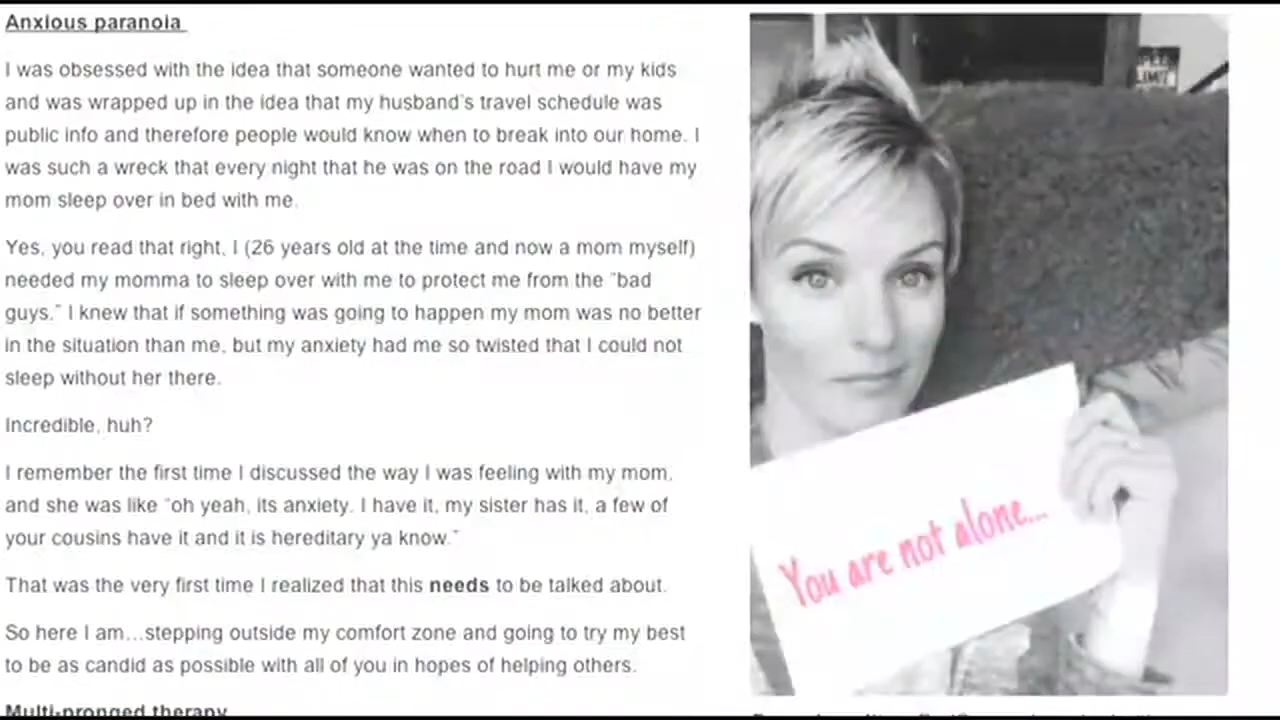 Anxious paranoia
I was obsessed with the idea that someone wanted to hurt me or my kids
and was wrapped up in the idea that my husband's travel schedule was
public info and therefore people would know when to break into our home. I
was such a wreck that every night that he was on the road I would have my
mom sleep over in bed with me.
Yes, you read that right, I (26 years old at the time and now a mom myself)
needed my momma to sleep over with me to protect me from the "bad
guys." I knew that if something was going to happen my mom was no better
in the situation than me, but my anxiety had me so twisted that I could not
sleep without her there.
Incredible, huh?
I remember the first time I discussed the way I was feeling with my mom,
and she was like "oh yeah, its anxiety. I have it, my sister has it, a few of
your cousins have it and it is hereditary ya know."
That was the very first time I realized that this needs to be talked about.
So here I am...stepping outside my comfort zone and going to try my best
to be as candid as possible with all of you in hopes of helping others.
Multi-pronged therapy
LIMIT
You are not alone...